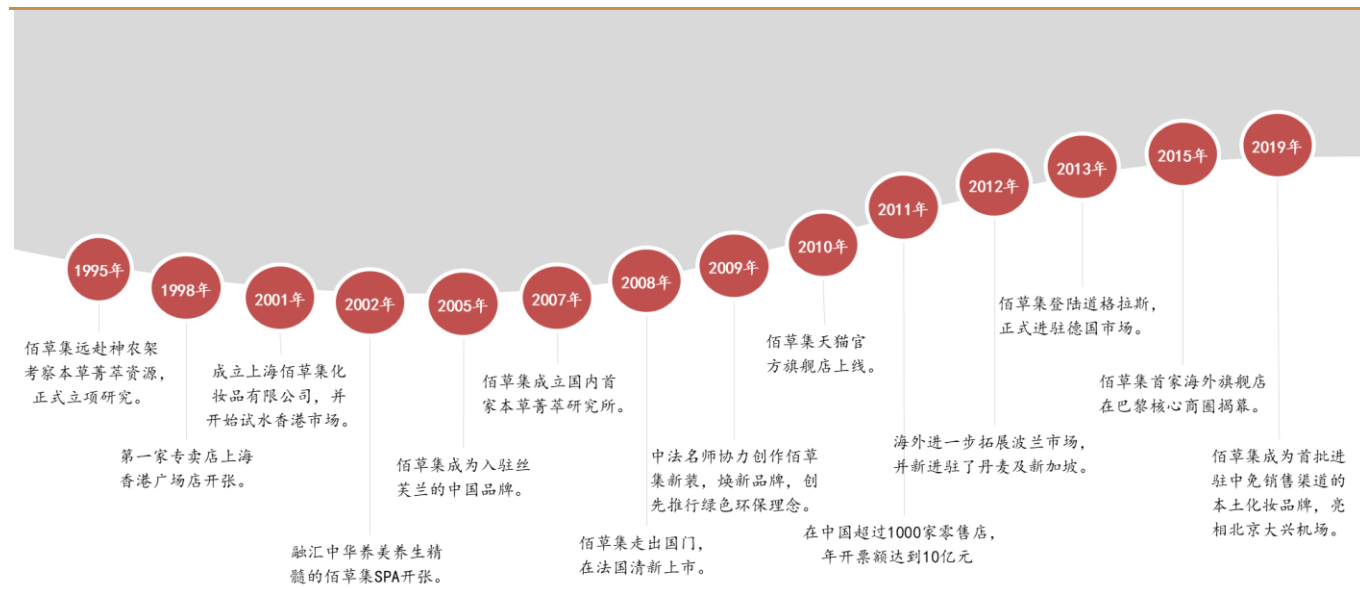 1995年
佰草集远赴神农架
考察本草菁萃资源，
正式立项研究。
1998年
第一家专卖店上海
香港广场店开张。
2001年
成立上海佰草集化
妆品有限公司，并
开始试水香港市场。
2002年
融汇中华养美养生精
髓的佰草集SPA开张。
2005年
佰草集成为入驻丝
芙兰的中国品牌。
2007年
佰草集成立国内首
家本草菁萃研究所。
2008年
佰草集走出国门，
在法国清新上市。
2009年
中法名师协力创作佰草
集新装，焕新品牌，创
先推行绿色环保理念。
2010年
佰草集天猫官
方旗舰店上线。
2011年
在中国超过1000家零售店，
年开票额达到10亿元
2012年
海外进一步拓展波兰市场，
并新进驻了丹麦及新加坡。
2013年
佰草集登陆道格拉斯，
正式进驻德国市场。
2015年
佰草集首家海外旗舰店
在巴黎核心商圈揭幕。
2019年
佰草集成为首批进
驻中免销售渠道的
本土化妆品牌，亮
相北京大兴机场。